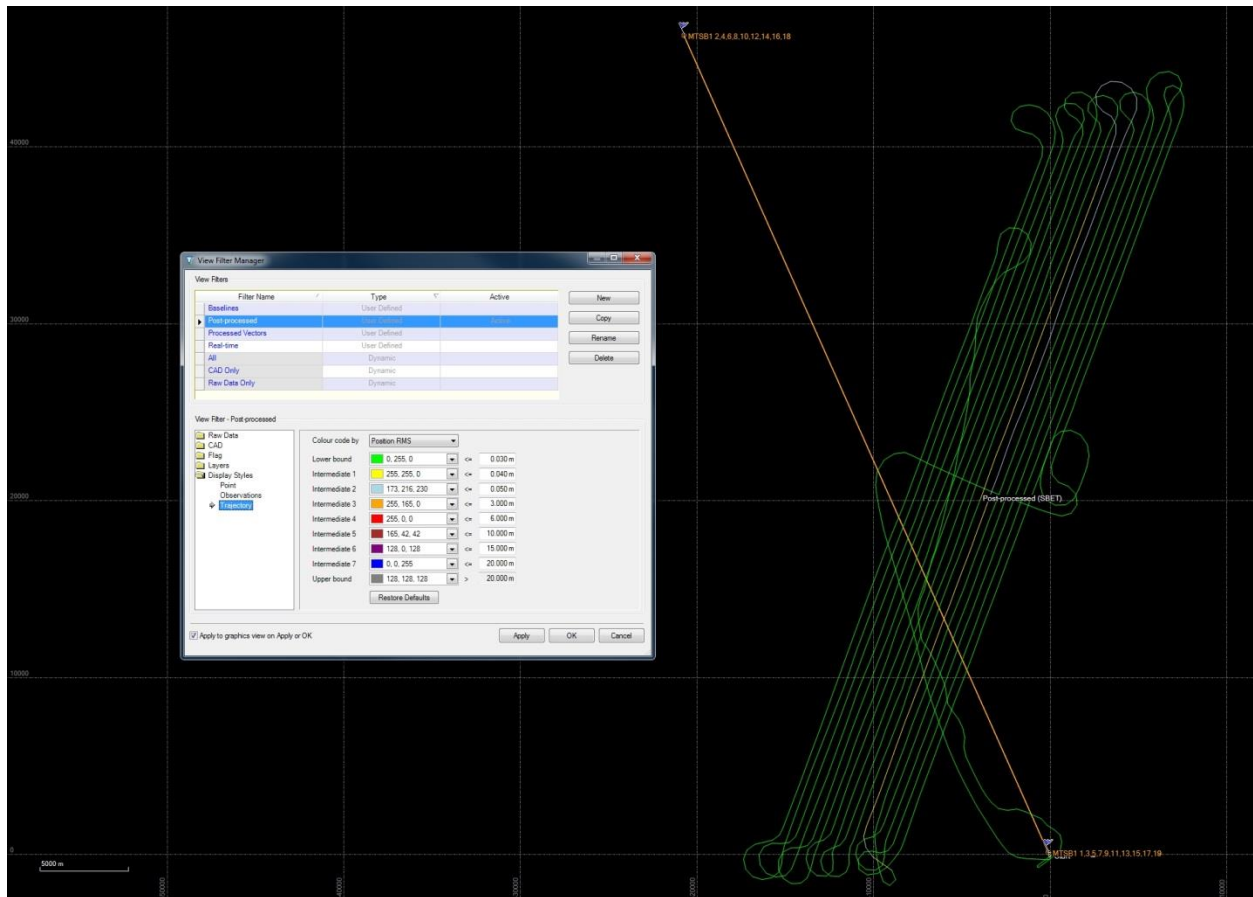 MTSB1 2,4,6,8,10,12,14,16,18
40000
View Filter Manager
View Filters
Filter Name Type Active
Baselines User Defined
Post-processed User Defined Active
Processed Vectors User Defined
Real-time User Defined
All Dynamic
CAD Only Dynamic
Raw Data Only Dynamic
New
Copy
Rename
Delete
30000
View Filter - Post-processed
Raw Data
CAD
Flag
Layers
Display Styles
Point
Observations
Trajectory
Colour code by Position RMS
Lower bound 0, 255, 0 <= 0.030 m
Intermediate 1 255, 255, 0 <= 0.040 m
Intermediate 2 173, 216, 230 <= 0.050 m
Intermediate 3 255, 165, 0 <= 3.000 m
Intermediate 4 255, 0, 0 <= 6.000 m
Intermediate 5 165, 42, 42 <= 10.000 m
Intermediate 6 128, 0, 128 <= 15.000 m
Intermediate 7 0, 0, 255 <= 20.000 m
Upper bound 128, 128, 128 > 20.000 m
Restore Defaults
20000
Post-processed (SBET)
Apply to graphics view on Apply or OK
Apply OK Cancel
10000
0
MTSB1 1,3,5,7,9,11,13,15,17,19
5000 m
-50000
-40000
-30000
-20000
-10000
0
10000